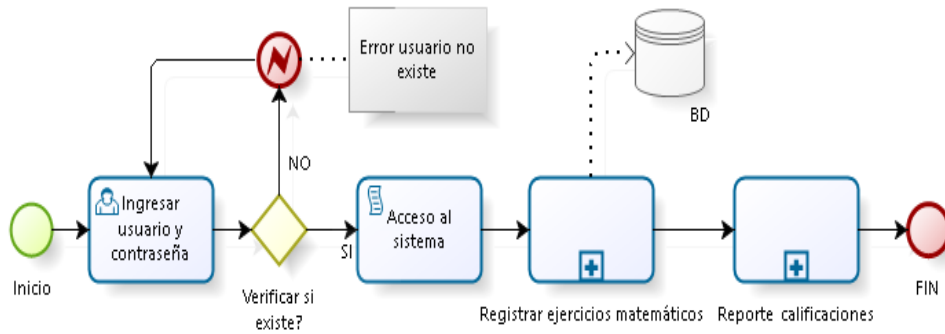 Error usuario no
existe
BD
NO
Ingresar
usuario y
contraseña
Acceso al
sistema
SI
Inicio
Verificar si
existe?
Registrar ejercicios matemáticos
Reporte calificaciones
FIN